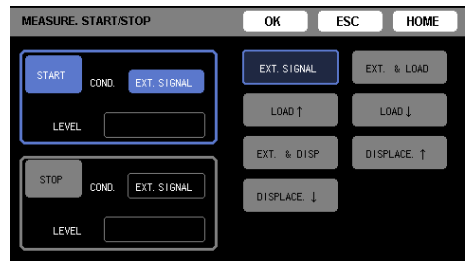 MEASURE. START/STOP OK ESC HOME
START COND. EXT. SIGNAL
LEVEL
STOP COND. EXT. SIGNAL
LEVEL
EXT. SIGNAL EXT. & LOAD
LOAD↑ LOAD↓
EXT. & DISP DISPLACE. ↑
DISPLACE. ↓